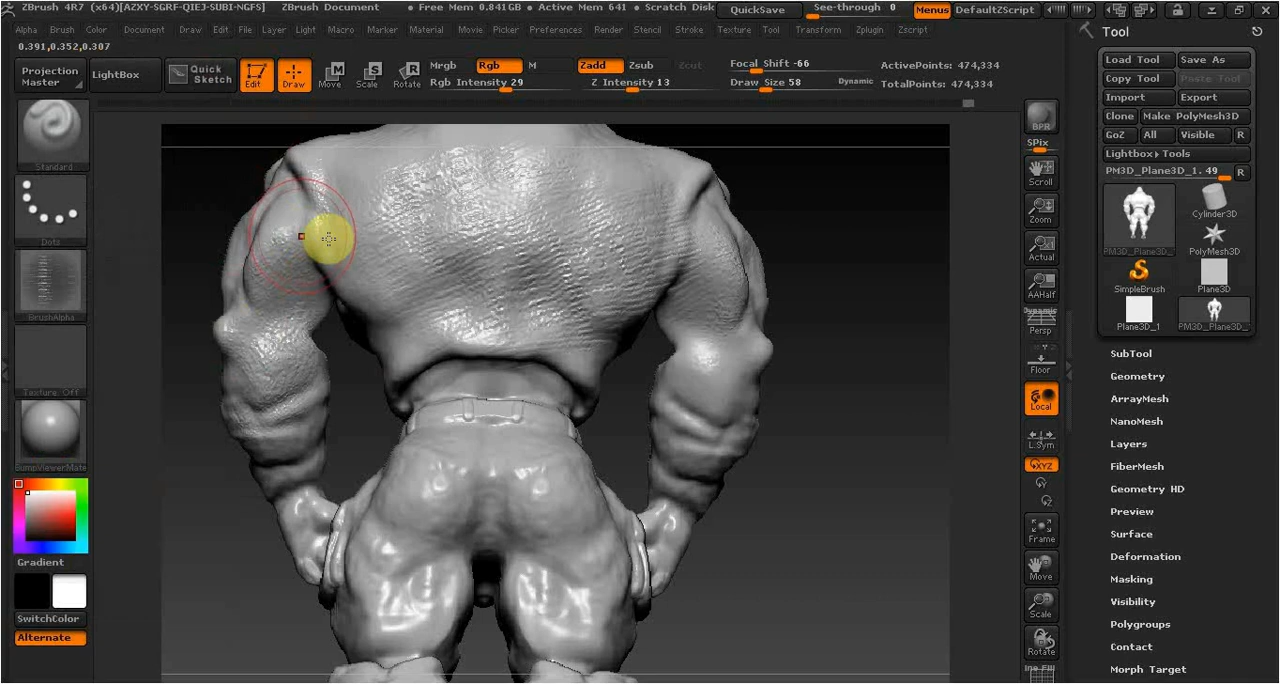 ZBrush 4R7 (x64)[AZXY-SGRF-QIEJ-SUBI-NGFS] ZBrush Document • Free Mem 0.841GB • Active Mem 641 • Scratch Disk QuickSave See-through 0 Menus DefaultZScript
Alpha Brush Color Document Draw Edit File Layer Light Macro Marker Material Movie Picker Preferences Render Stencil Stroke Texture Tool Transform Zplugin Zscript
0.391,0.352,0.307
Projection Master
LightBox
Quick Sketch
Edit
Draw
Move
Scale
Rotate
Mrgb Rgb M
Rgb Intensity 29
Zadd Zsub Zcut
Z Intensity 13
Focal Shift -66
Draw Size 58 Dynamic
ActivePoints: 474,334
TotalPoints: 474,334
Standard
Dots
BrushAlpha
Texture Off
BumpViewerMate
Gradient
SwitchColor
Alternate
BPR
SPix
Scroll
Zoom
Actual
AAHalf
Dynamic
Persp
Floor
Local
L.Sym
XYZ
Frame
Move
Scale
Rotate
Tool
Load Tool Save As
Copy Tool Paste Tool
Import Export
Clone Make PolyMesh3D
GoZ All Visible R
Lightbox▸Tools
PM3D_Plane3D_1. 49 R
PM3D_Plane3D_
Cylinder3D
PolyMesh3D
SimpleBrush
Plane3D
Plane3D_1
PM3D_Plane3D_
SubTool
Geometry
ArrayMesh
NanoMesh
Layers
FiberMesh
Geometry HD
Preview
Surface
Deformation
Masking
Visibility
Polygroups
Contact
Morph Target